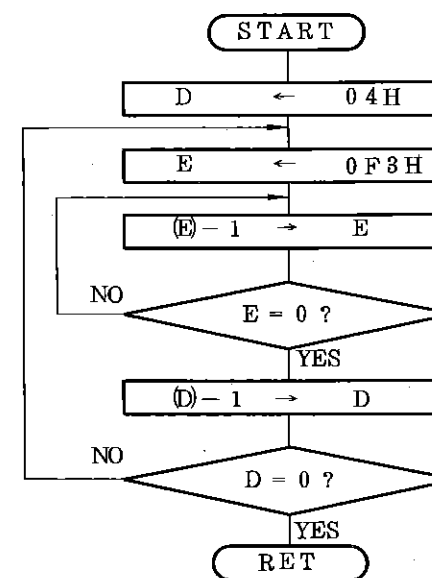 START
D ← 04H
E ← 0F3H
(E)－1 → E
E = 0 ?
NO
YES
(D)－1 → D
D = 0 ?
NO
YES
RET